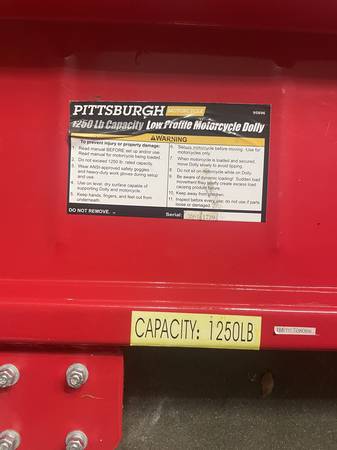 PITTSBURGH MOTORCYCLE
1250 Lb Capacity Low Profile Motorcycle Dolly
WARNING
To prevent injury or property damage:
1. Read manual BEFORE set up and/or use.
Read manual for motorcycle being loaded.
2. Do not exceed 1250 lb. rated capacity.
3. Wear ANSI-approved safety goggles
and heavy-duty work gloves during setup
and use.
4. Use on level, dry surface capable of
supporting Dolly and motorcycle.
5. Keep hands, fingers, and feet out from
underneath.
6. Secure motorcycle before moving. Use for
motorcycles only.
7. When motorcycle is loaded and secured,
move Dolly slowly to avoid tipping.
8. Do not sit on motorcycle while on Dolly.
9. Be aware of dynamic loading! Sudden load
movement may briefly create excess load
causing product failure.
10. Keep away from children.
11. Inspect before every use; do not use if parts
loose or damaged.
DO NOT REMOVE.
Serial:
CAPACITY: 1250LB